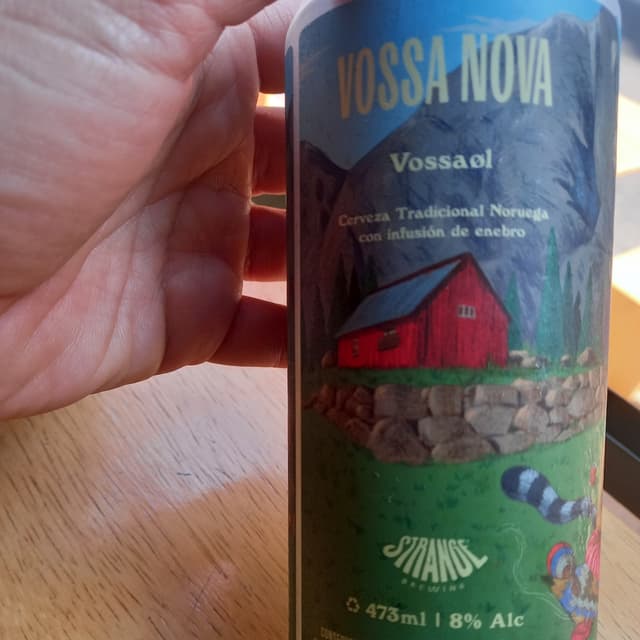 VOSSA NOVA
Vossaøl
Cerveza Tradicional Noruega
con infusión de enebro
STRANGE
BREWING
473ml | 8% Alc